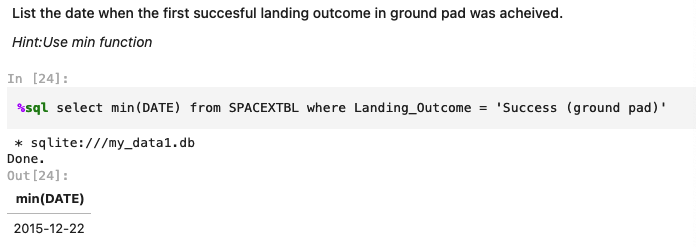 List the date when the first succesful landing outcome in ground pad was acheived.
Hint:Use min function
In [24]:
%sql select min(DATE) from SPACEXTBL where Landing_Outcome = 'Success (ground pad)'
* sqlite:///my_data1.db
Done.
Out[24]:
min(DATE)
2015-12-22